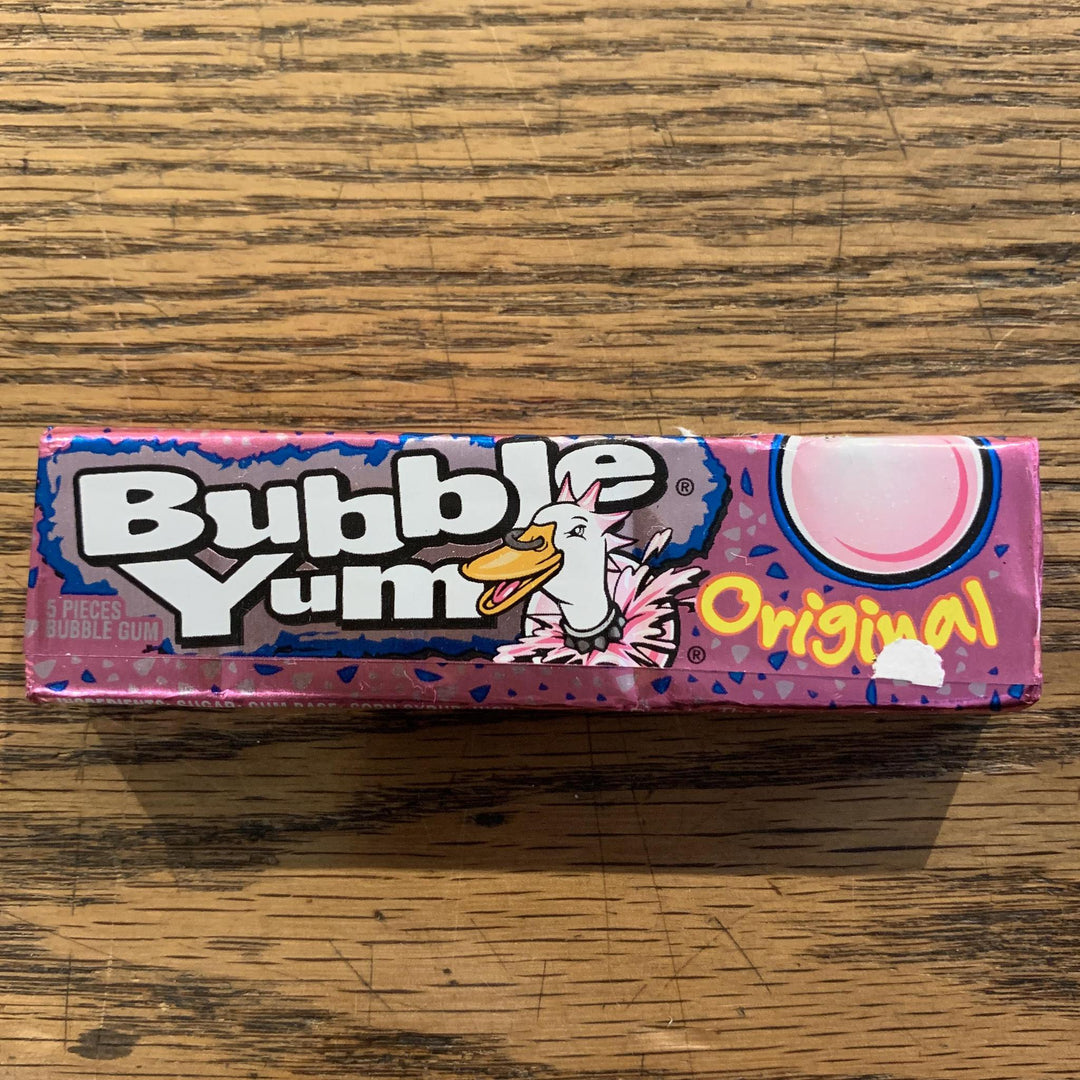 Bubble
Yum
®
5 PIECES
BUBBLE GUM
Original
®
INGREDIENTS: SUGAR, GUM BASE, CORN SYRUP,